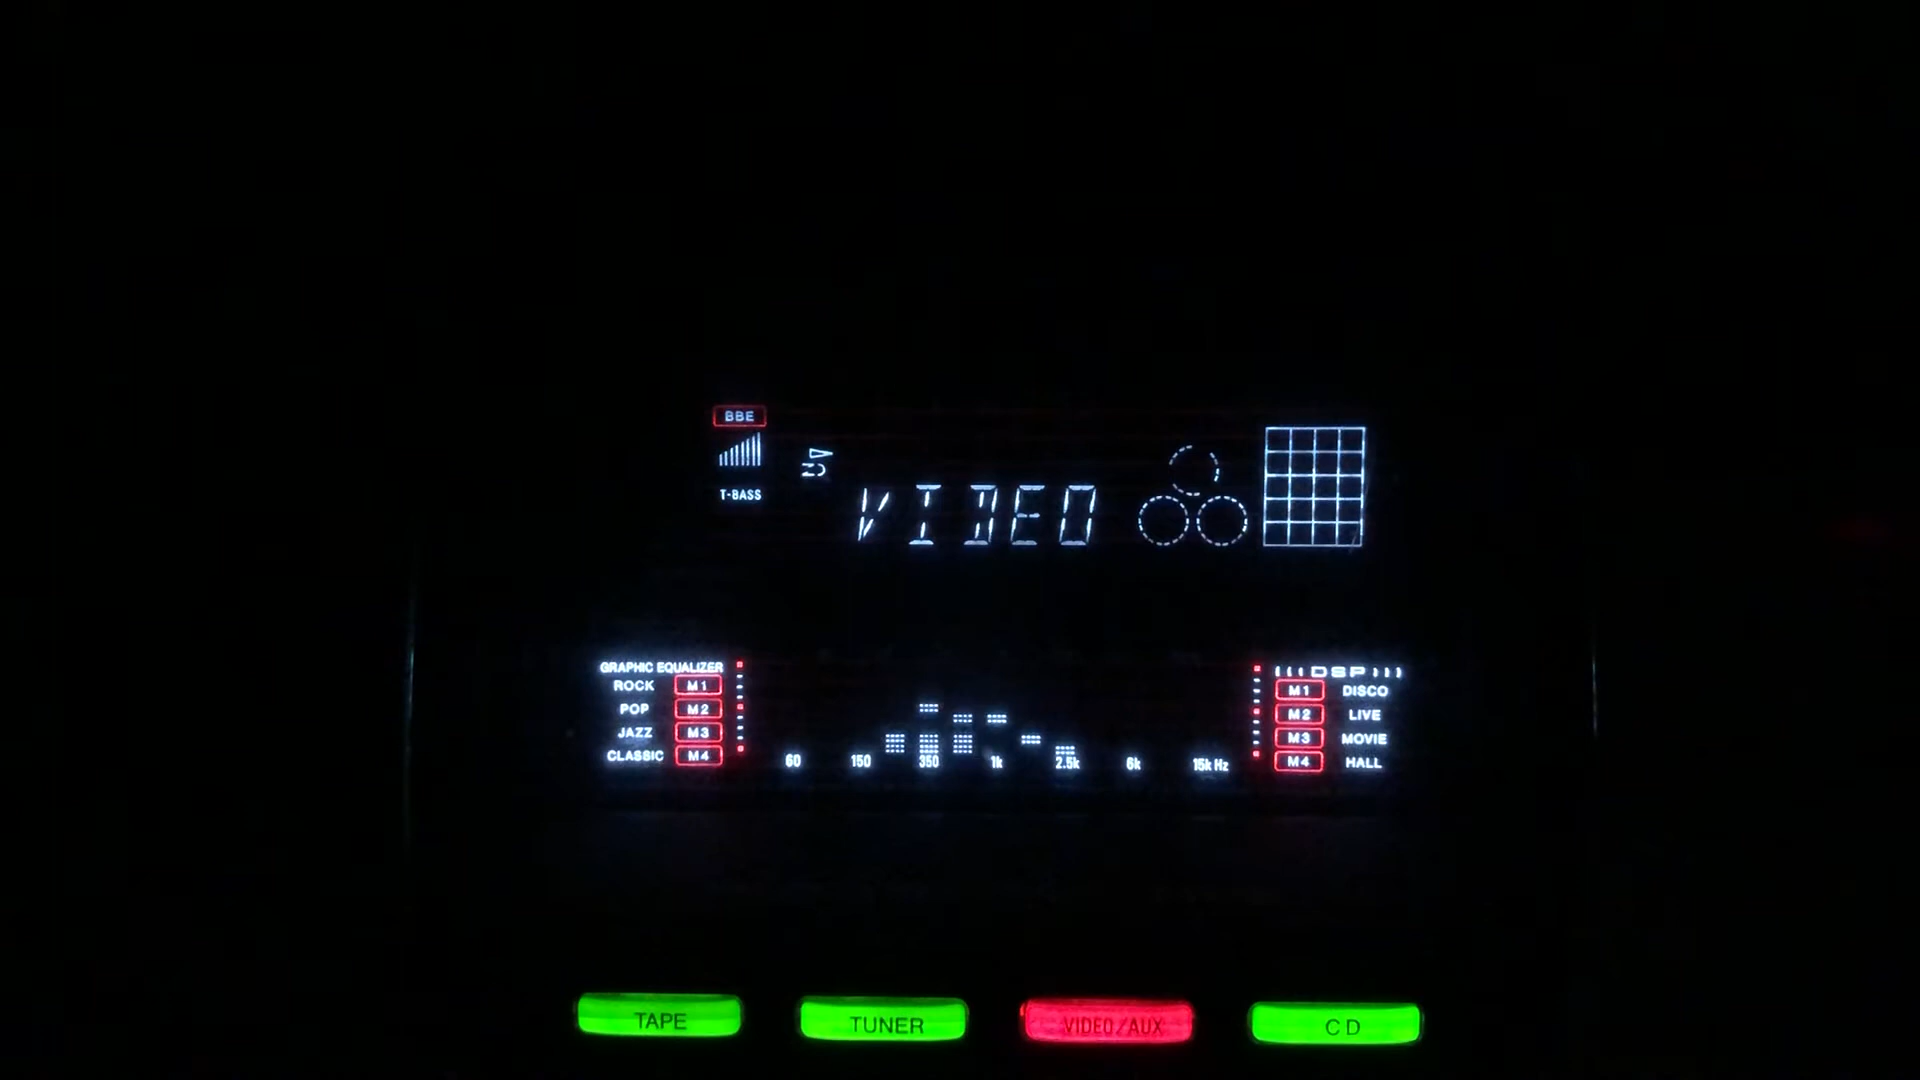 BBE
T-BASS
VIDEO
GRAPHIC EQUALIZER
ROCK M1
POP M2
JAZZ M3
CLASSIC M4
60 150 350 1k 2.5k 6k 15k Hz
DSP
M1 DISCO
M2 LIVE
M3 MOVIE
M4 HALL
TAPE TUNER VIDEO/AUX CD